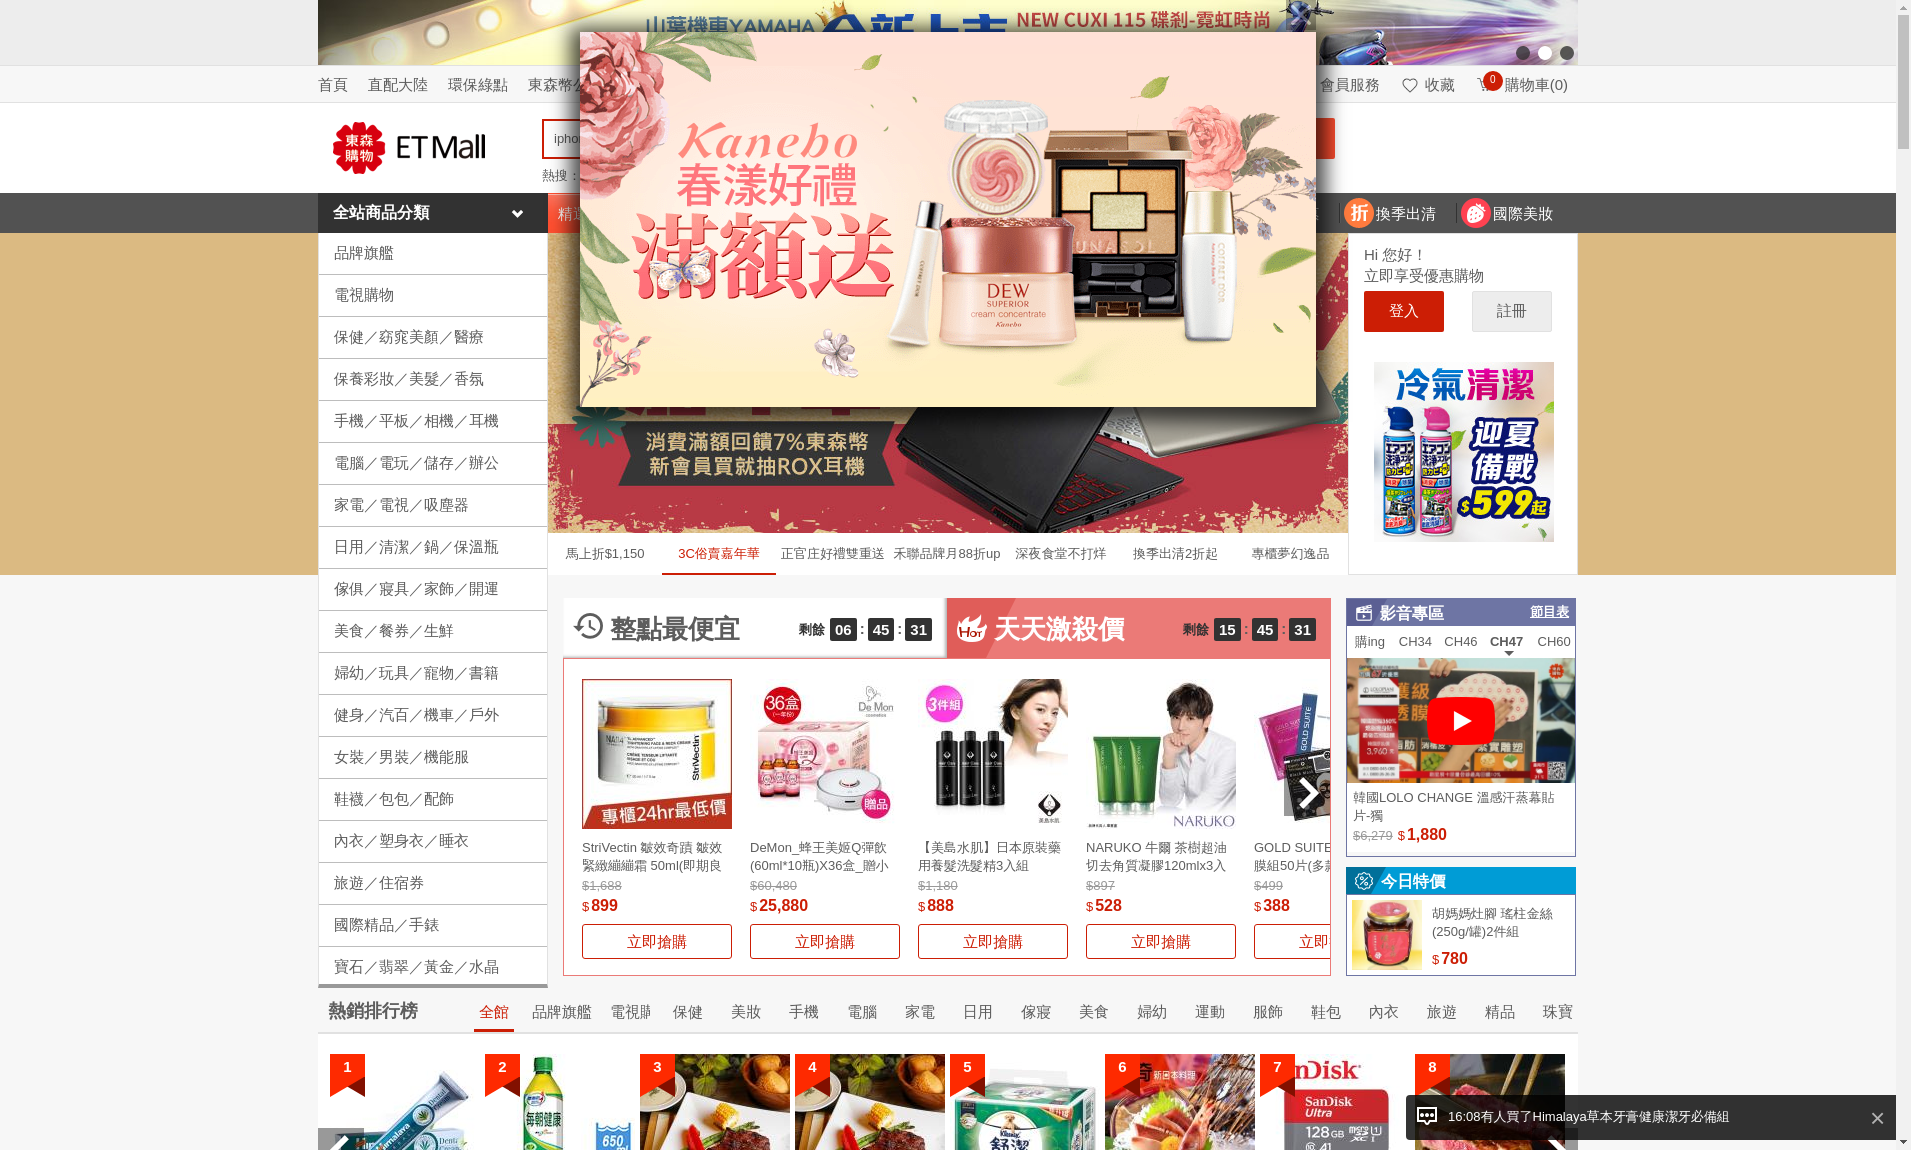 山葉機車YAMAHA 全新上市 NEW CUXI 115 碟剎-霓虹時尚
首頁 直配大陸 環保綠點 東森幣公
會員服務 收藏 0 購物車(0)
東森購物 ETMall
ipho
熱搜：
全站商品分類
精選
折 換季出清 國際美妝
Kanebo
春漾好禮
滿額送
DEW
SUPERIOR
cream concentrate
Kanebo
品牌旗艦
電視購物
保健／窈窕美顏／醫療
保養彩妝／美髮／香氛
手機／平板／相機／耳機
電腦／電玩／儲存／辦公
家電／電視／吸塵器
日用／清潔／鍋／保溫瓶
傢俱／寢具／家飾／開運
美食／餐券／生鮮
婦幼／玩具／寵物／書籍
健身／汽百／機車／戶外
女裝／男裝／機能服
鞋襪／包包／配飾
內衣／塑身衣／睡衣
旅遊／住宿券
國際精品／手錶
寶石／翡翠／黃金／水晶
消費滿額回饋7%東森幣
新會員買就抽ROX耳機
馬上折$1,150 3C俗賣嘉年華 正官庄好禮雙重送 禾聯品牌月88折up 深夜食堂不打烊 換季出清2折起 專櫃夢幻逸品
Hi 您好！
立即享受優惠購物
登入 註冊
冷氣清潔
迎夏
備戰
$599起
整點最便宜 剩餘 06 : 45 : 31
HOT 天天激殺價 剩餘 15 : 45 : 31
StriVectin
專櫃24hr最低價
StriVectin 皺效奇蹟 皺效
緊緻繃繃霜 50ml(即期良
$1,688
$899
立即搶購
36盒
(一年份)
De Mon
贈品
DeMon_蜂王美姬Q彈飲
(60ml*10瓶)X36盒_贈小
$60,480
$25,880
立即搶購
3件組
美島水肌
【美島水肌】日本原裝藥
用養髮洗髮精3入組
$1,180
$888
立即搶購
NARUKO
NARUKO 牛爾 茶樹超油
切去角質凝膠120mlx3入
$897
$528
立即搶購
GOLD SUITE
GOLD SUITE
膜組50片(多
$499
$388
立即
影音專區 節目表
購ing CH34 CH46 CH47 CH60
韓國LOLO CHANGE 溫感汗蒸幕貼
片-獨
$6,279 $1,880
今日特價
胡媽媽灶腳 瑤柱金絲
(250g/罐)2件組
$780
熱銷排行榜
全館 品牌旗艦 電視購 保健 美妝 手機 電腦 家電 日用 傢寢 美食 婦幼 運動 服飾 鞋包 內衣 旅遊 精品 珠寶
1 2 3 4 5 6 7 8
Himalaya
每朝健康
650
舒潔
新日本料理
SanDisk
Ultra
128GB
16:08有人買了Himalaya草本牙膏健康潔牙必備組